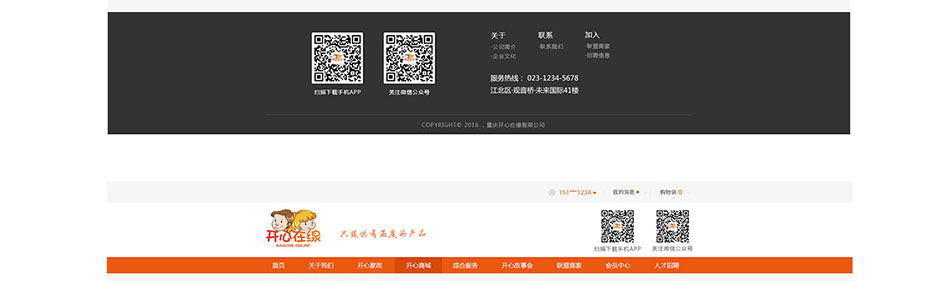 关于 联系 加入
·公司简介 ·联系我们 ·联盟商家
·企业文化 ·招聘信息
服务热线： 023-1234-5678
江北区·观音桥·未来国际41楼
扫描下载手机APP 关注微信公众号
COPYRIGHT© 2016 ，重庆开心在缘有限公司
151***1234 我的消息 购物袋 0
开心在缘
KAIXIN ONLINE
只提供有温度的产品
扫描下载手机APP 关注微信公众号
首页 关于我们 开心家政 开心商城 综合服务 开心故事会 联盟商家 会员中心 人才招聘